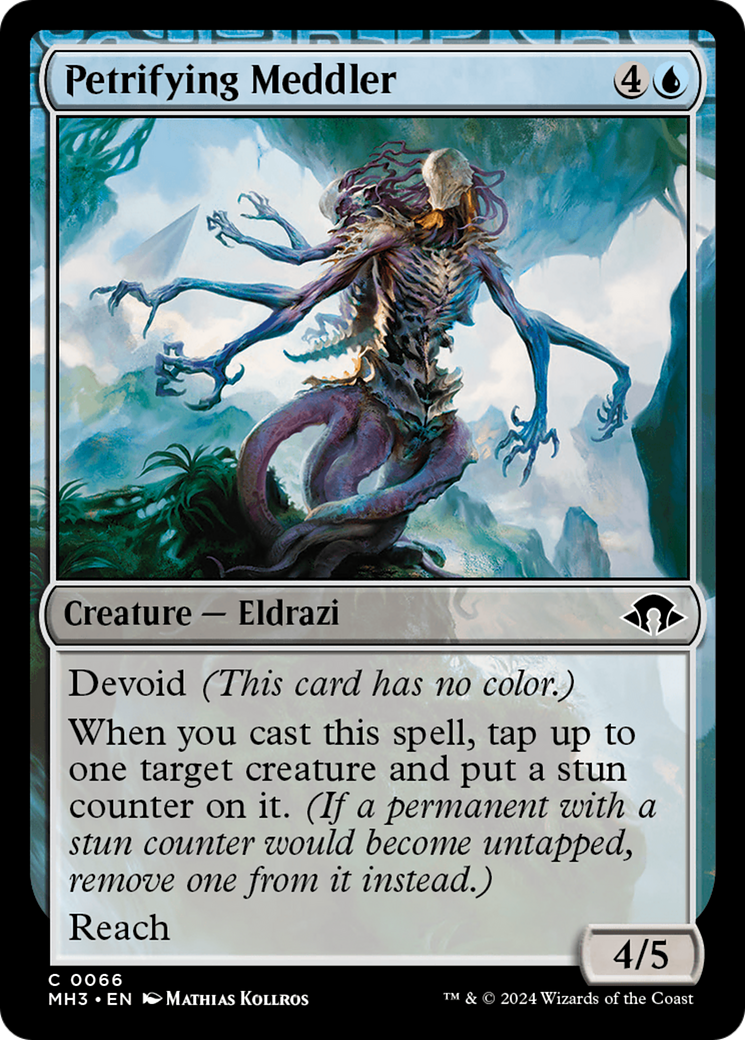 Petrifying Meddler 4
Creature — Eldrazi
Devoid (This card has no color.)
When you cast this spell, tap up to
one target creature and put a stun
counter on it. (If a permanent with a
stun counter would become untapped,
remove one from it instead.)
Reach
4/5
C 0066
MH3 • EN Mathias Kollros
™ & © 2024 Wizards of the Coast